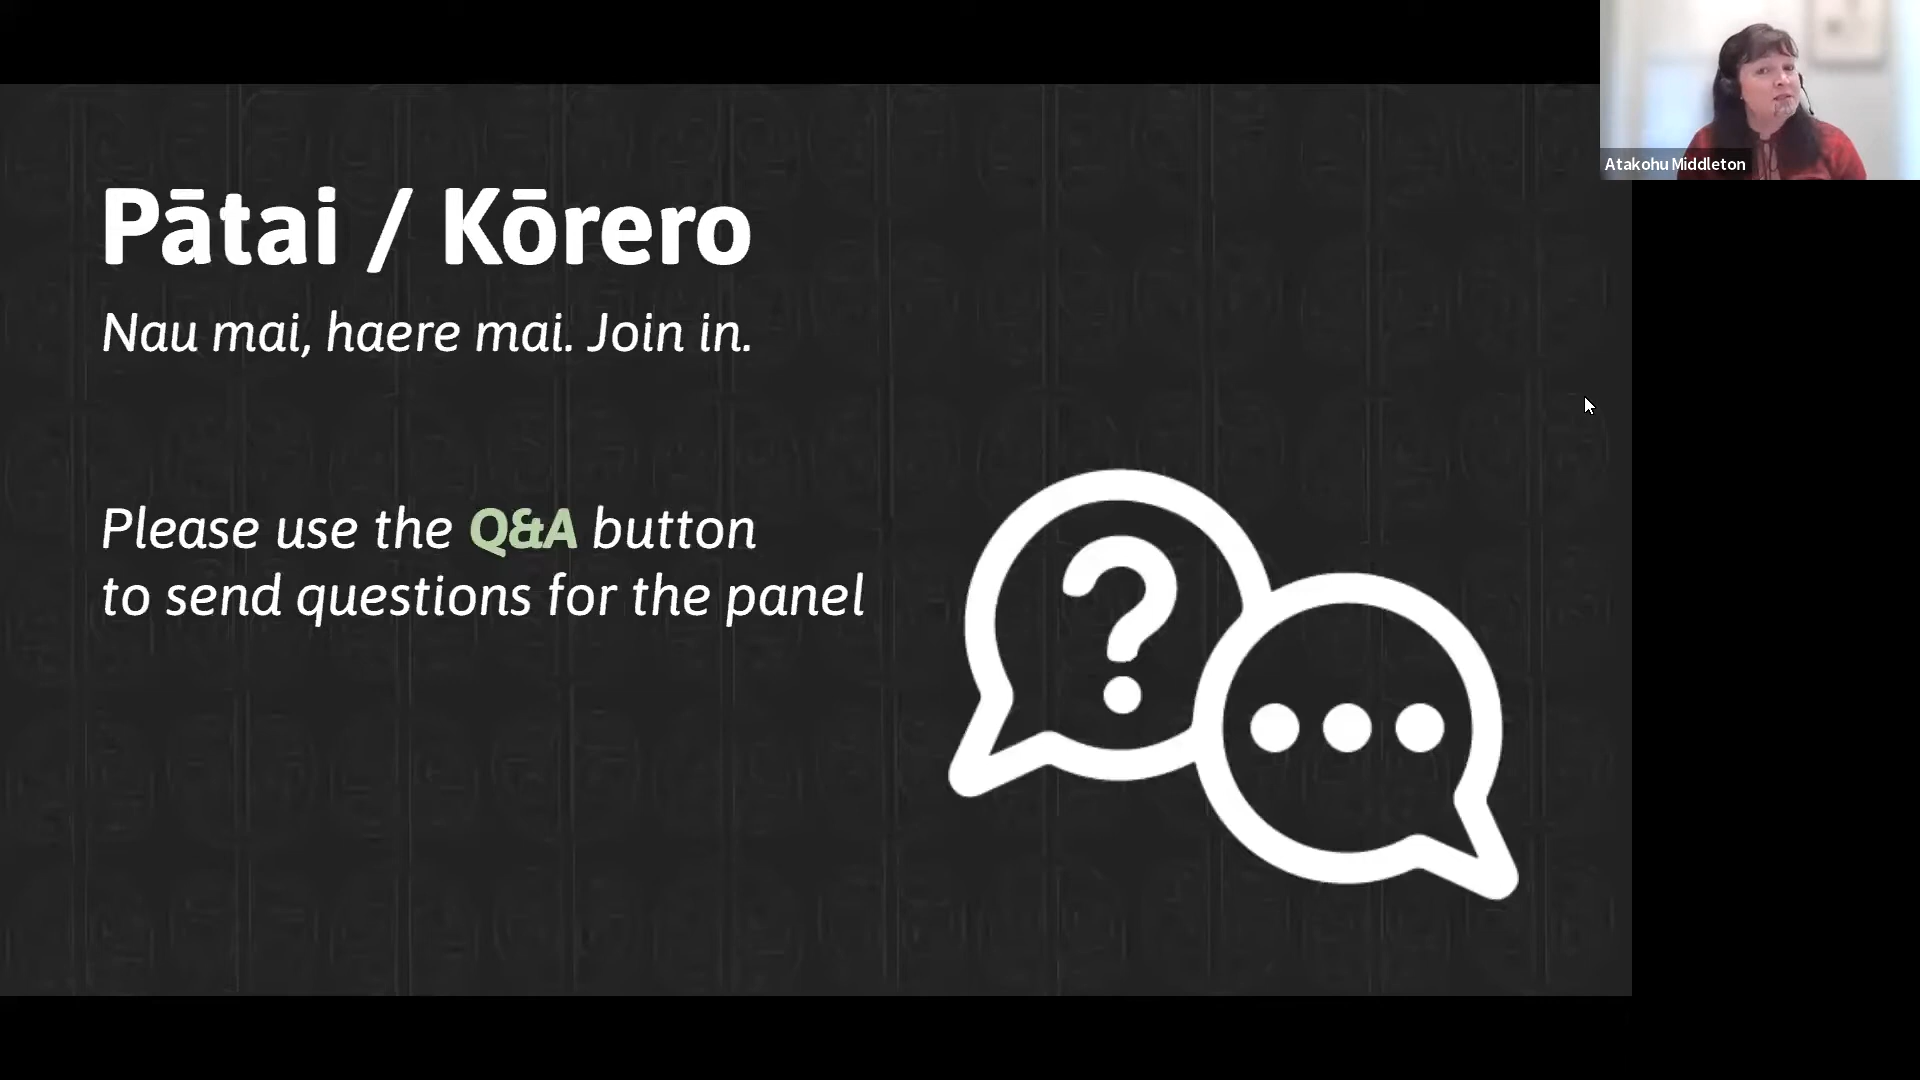 Pātai / Kōrero
Nau mai, haere mai. Join in.
Please use the Q&A button
to send questions for the panel
Atakohu Middleton